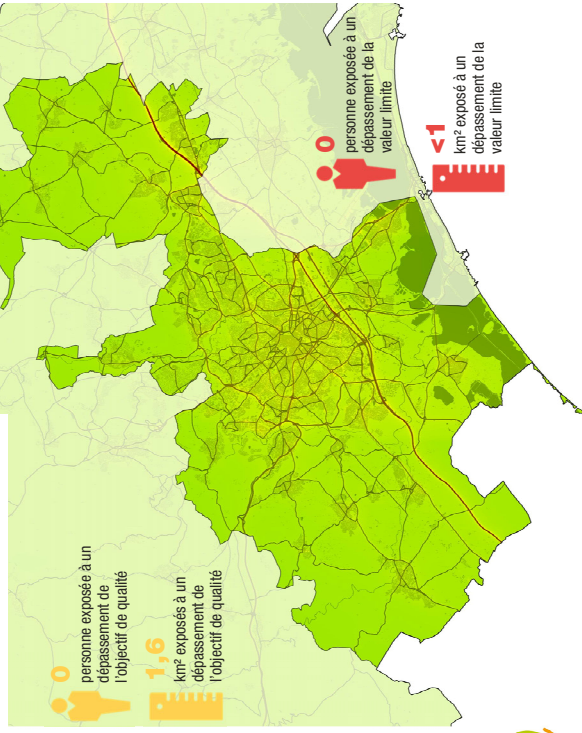 0
personne exposée à un
dépassement de
l'objectif de qualité
1,6
km² exposés à un
dépassement de
l'objectif de qualité
0
personne exposée à un
dépassement de la
valeur limite
<1
km² exposé à un
dépassement de la
valeur limite